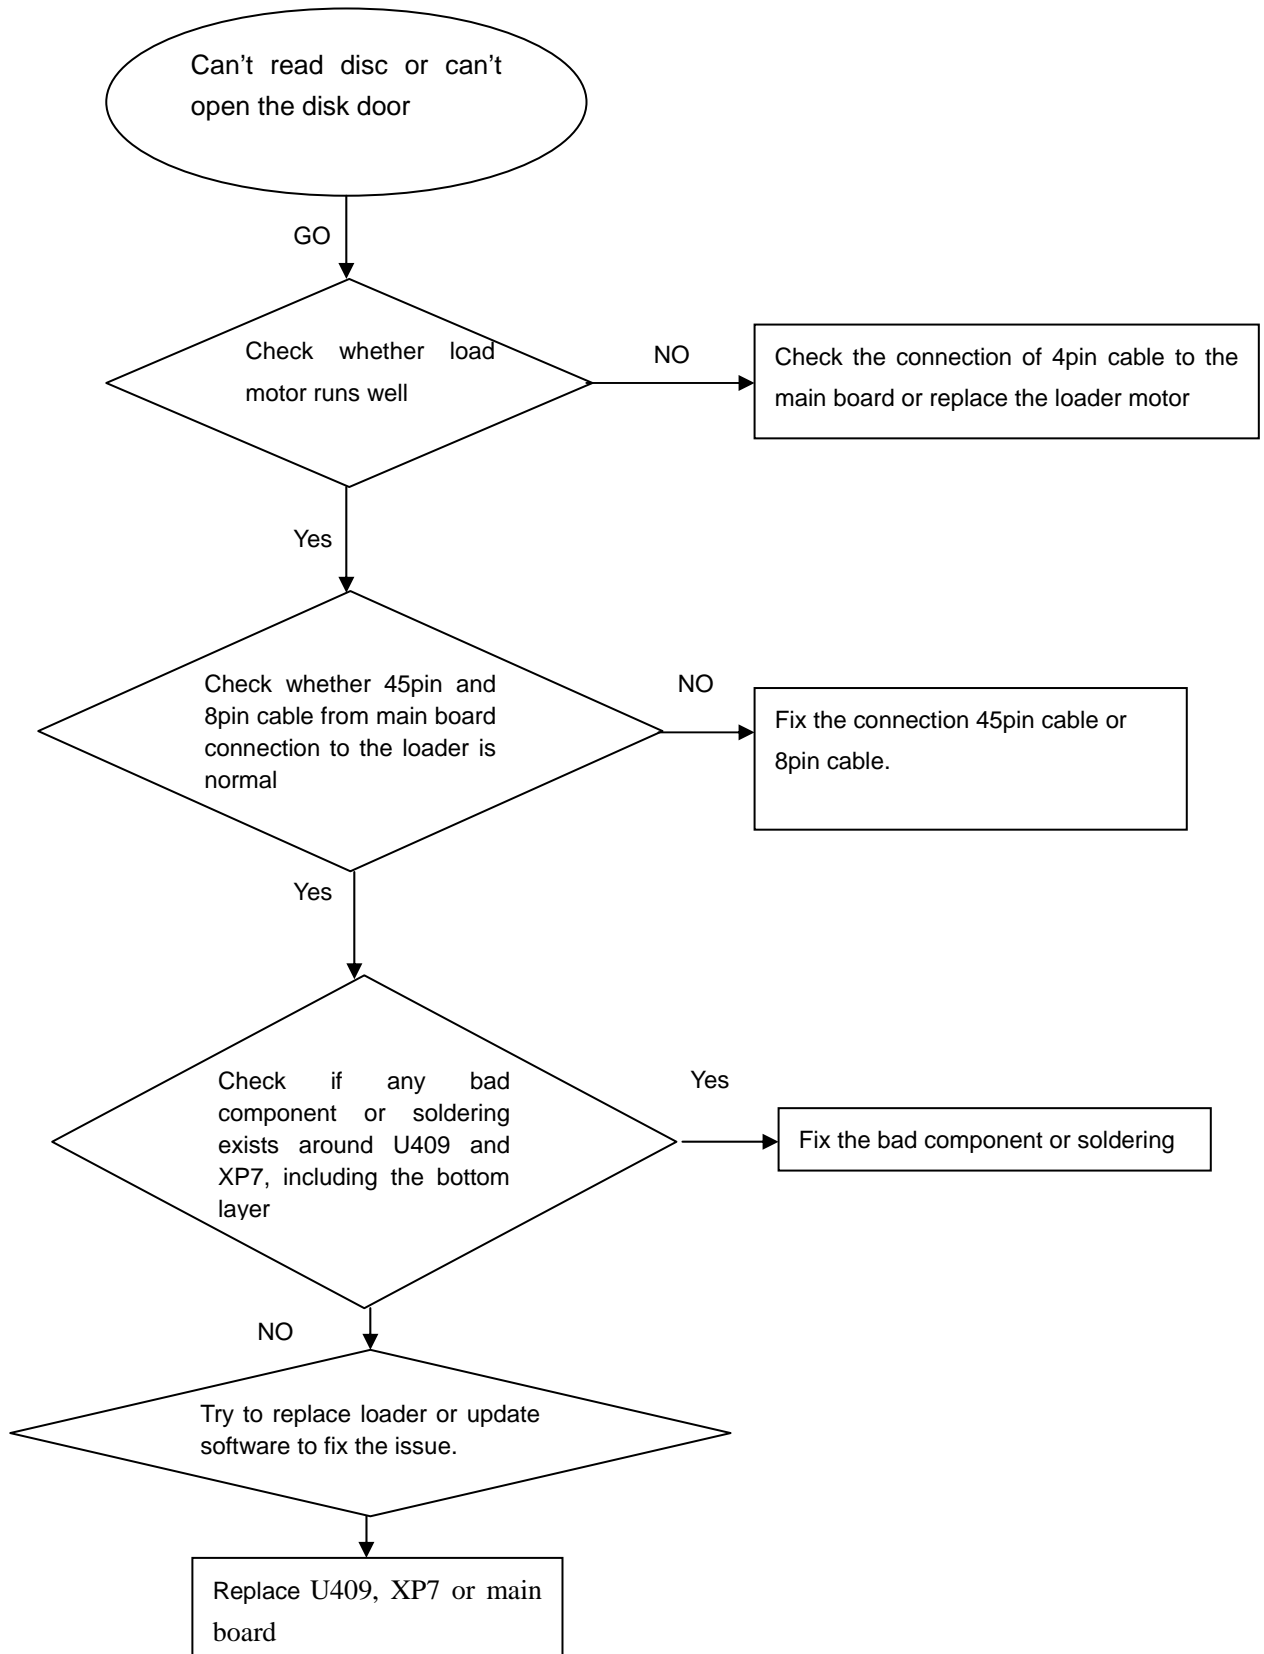 Can't read disc or can't
open the disk door
GO
Check whether load
motor runs well
NO
Check the connection of 4pin cable to the
main board or replace the loader motor
Yes
Check whether 45pin and
8pin cable from main board
connection to the loader is
normal
NO
Fix the connection 45pin cable or
8pin cable.
Yes
Check if any bad
component or soldering
exists around U409 and
XP7, including the bottom
layer
Yes
Fix the bad component or soldering
NO
Try to replace loader or update
software to fix the issue.
Replace U409, XP7 or main
board